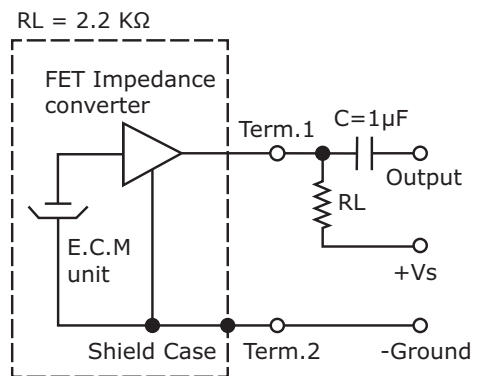 RL = 2.2 KΩ
FET Impedance
converter
Term.1
C=1µF
Output
RL
E.C.M
unit
+Vs
Shield Case
Term.2
-Ground